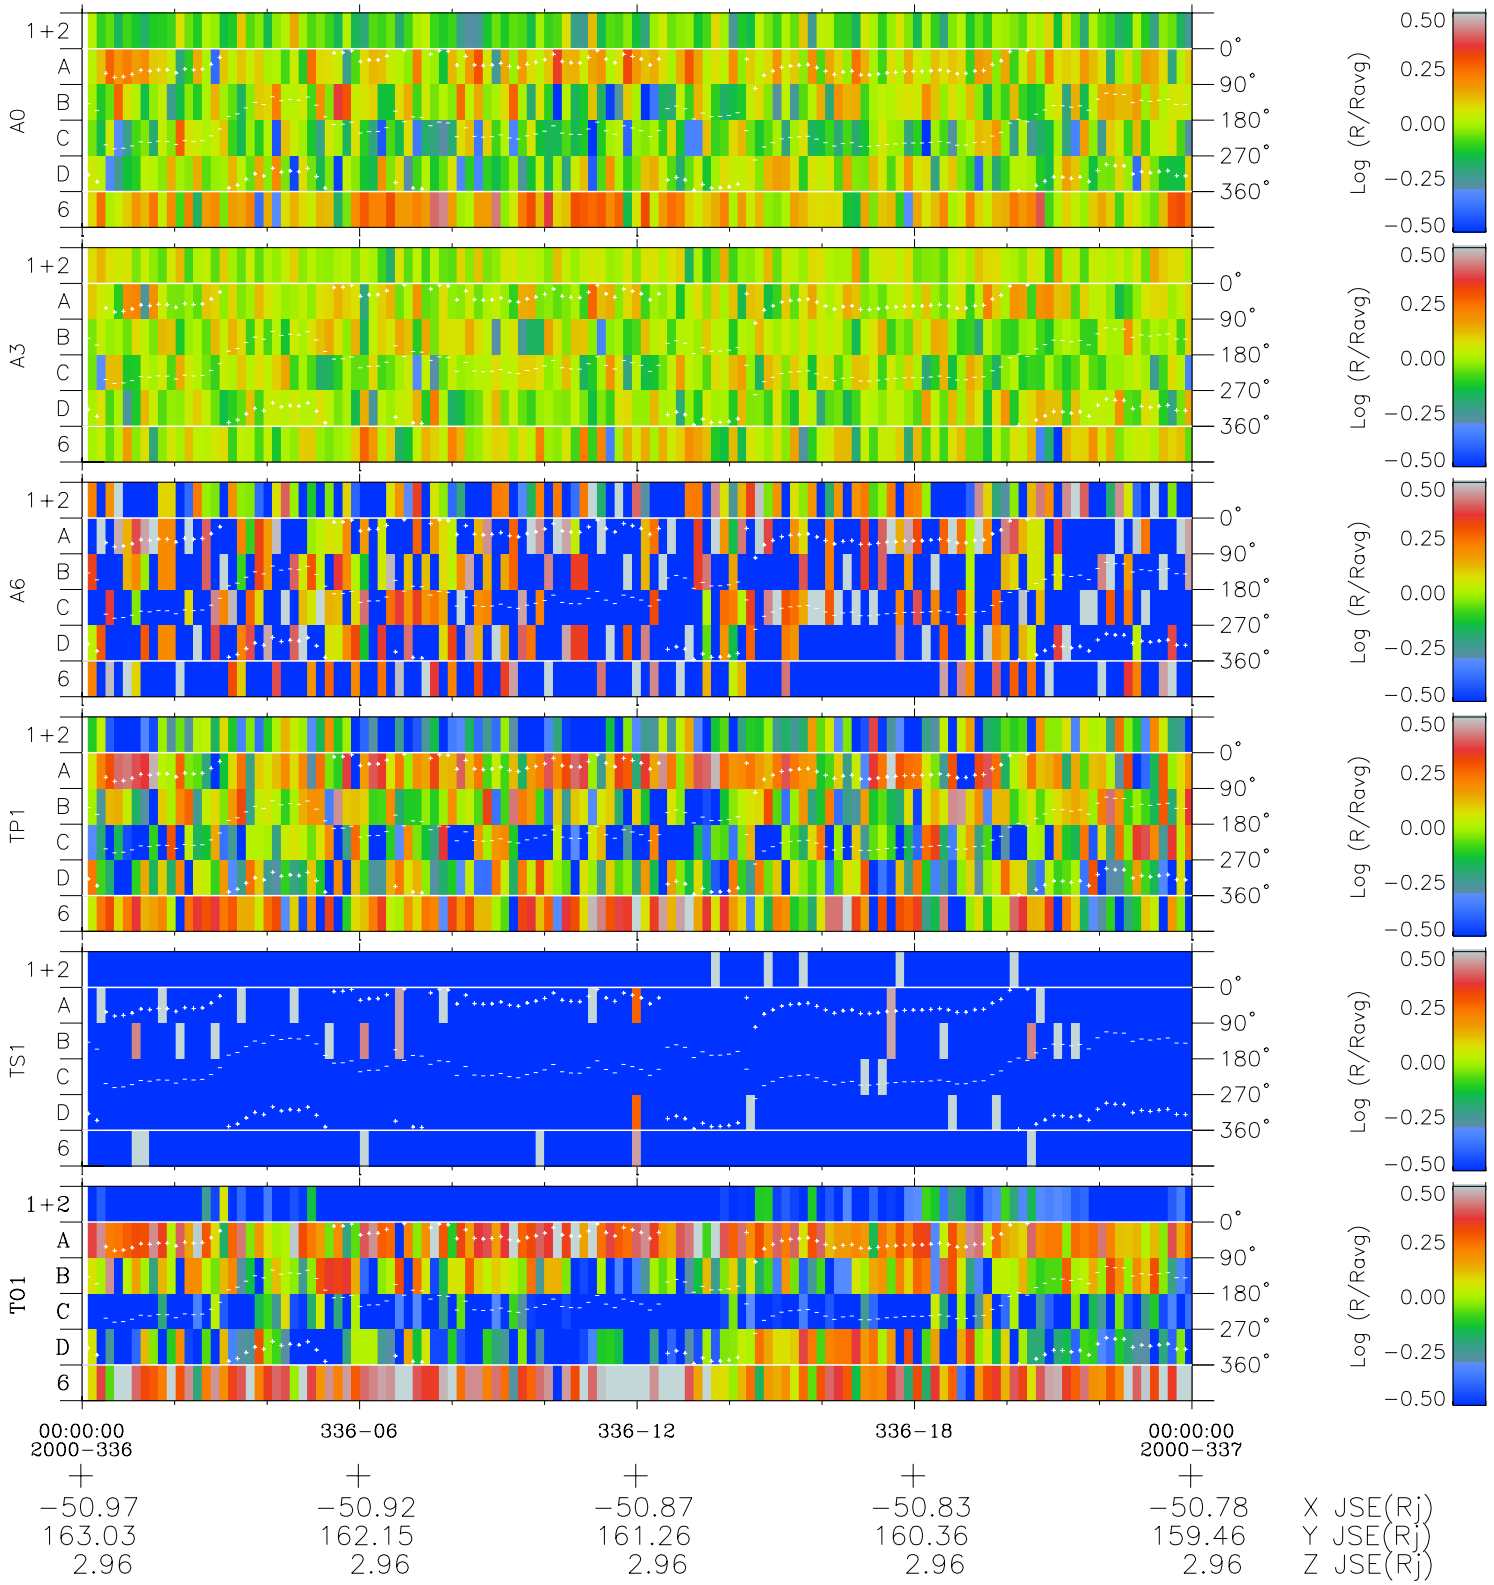 A0
1+2
A
B
C
D
6
0°
90°
180°
270°
360°
Log (R/Ravg)
0.50
0.25
0.00
−0.25
−0.50
A3
1+2
A
B
C
D
6
0°
90°
180°
270°
360°
Log (R/Ravg)
0.50
0.25
0.00
−0.25
−0.50
A6
1+2
A
B
C
D
6
0°
90°
180°
270°
360°
Log (R/Ravg)
0.50
0.25
0.00
−0.25
−0.50
TP1
1+2
A
B
C
D
6
0°
90°
180°
270°
360°
Log (R/Ravg)
0.50
0.25
0.00
−0.25
−0.50
TS1
1+2
A
B
C
D
6
0°
90°
180°
270°
360°
Log (R/Ravg)
0.50
0.25
0.00
−0.25
−0.50
TO1
1+2
A
B
C
D
6
0°
90°
180°
270°
360°
Log (R/Ravg)
0.50
0.25
0.00
−0.25
−0.50
00:00:00 336−06 336−12 336−18 00:00:00
2000−336 2000−337
−50.97 −50.92 −50.87 −50.83 −50.78 X JSE(Rj)
163.03 162.15 161.26 160.36 159.46 Y JSE(Rj)
2.96 2.96 2.96 2.96 2.96 Z JSE(Rj)